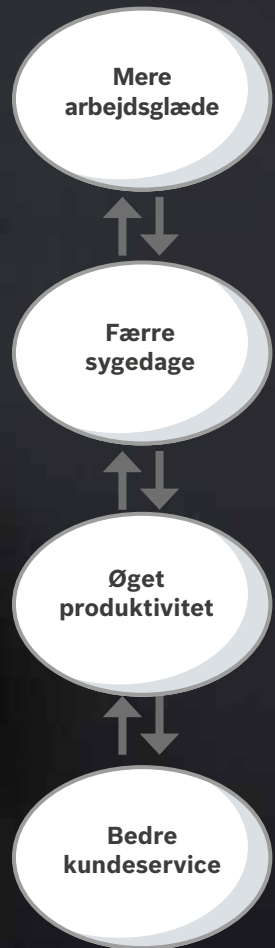 Mere
arbejdsglæde
Færre
sygedage
Øget
produktivitet
Bedre
kundeservice